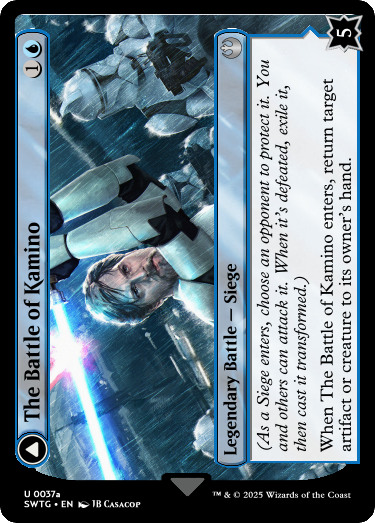 The Battle of Kamino
1
Legendary Battle – Siege
(As a Siege enters, choose an opponent to protect it. You
and others can attack it. When it's defeated, exile it,
then cast it transformed.)
When The Battle of Kamino enters, return target
artifact or creature to its owner's hand.
5
U 0037a
SWTG • EN JB Casacop
™ & © 2025 Wizards of the Coast